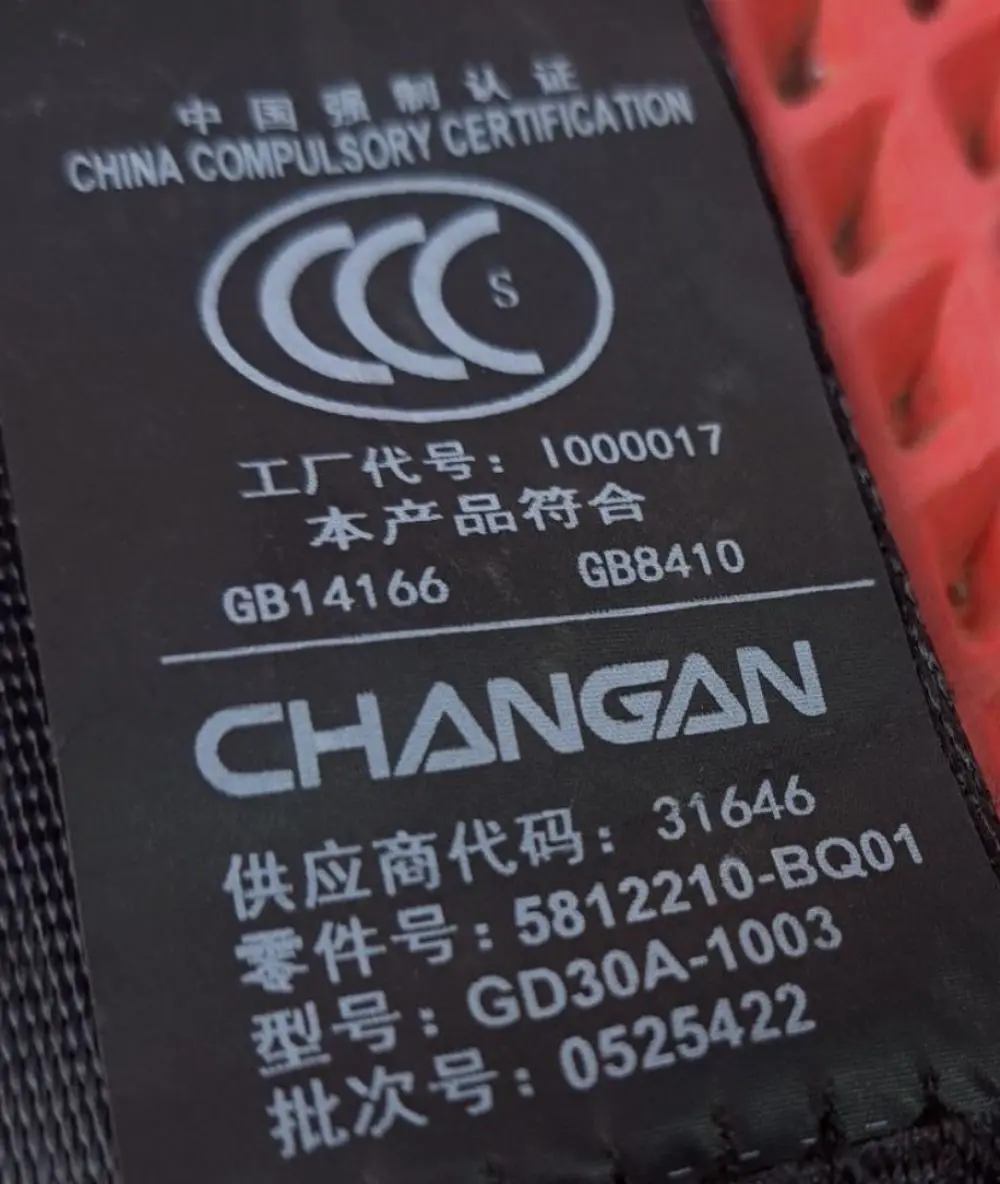 中国强制认证
CHINA COMPULSORY CERTIFICATION
CCC S
工厂代号: I000017
本产品符合
GB14166 GB8410
CHANGAN
供应商代码: 31646
零件号: 5812210-BQ01
型号: GD30A-1003
批次号: 0525422